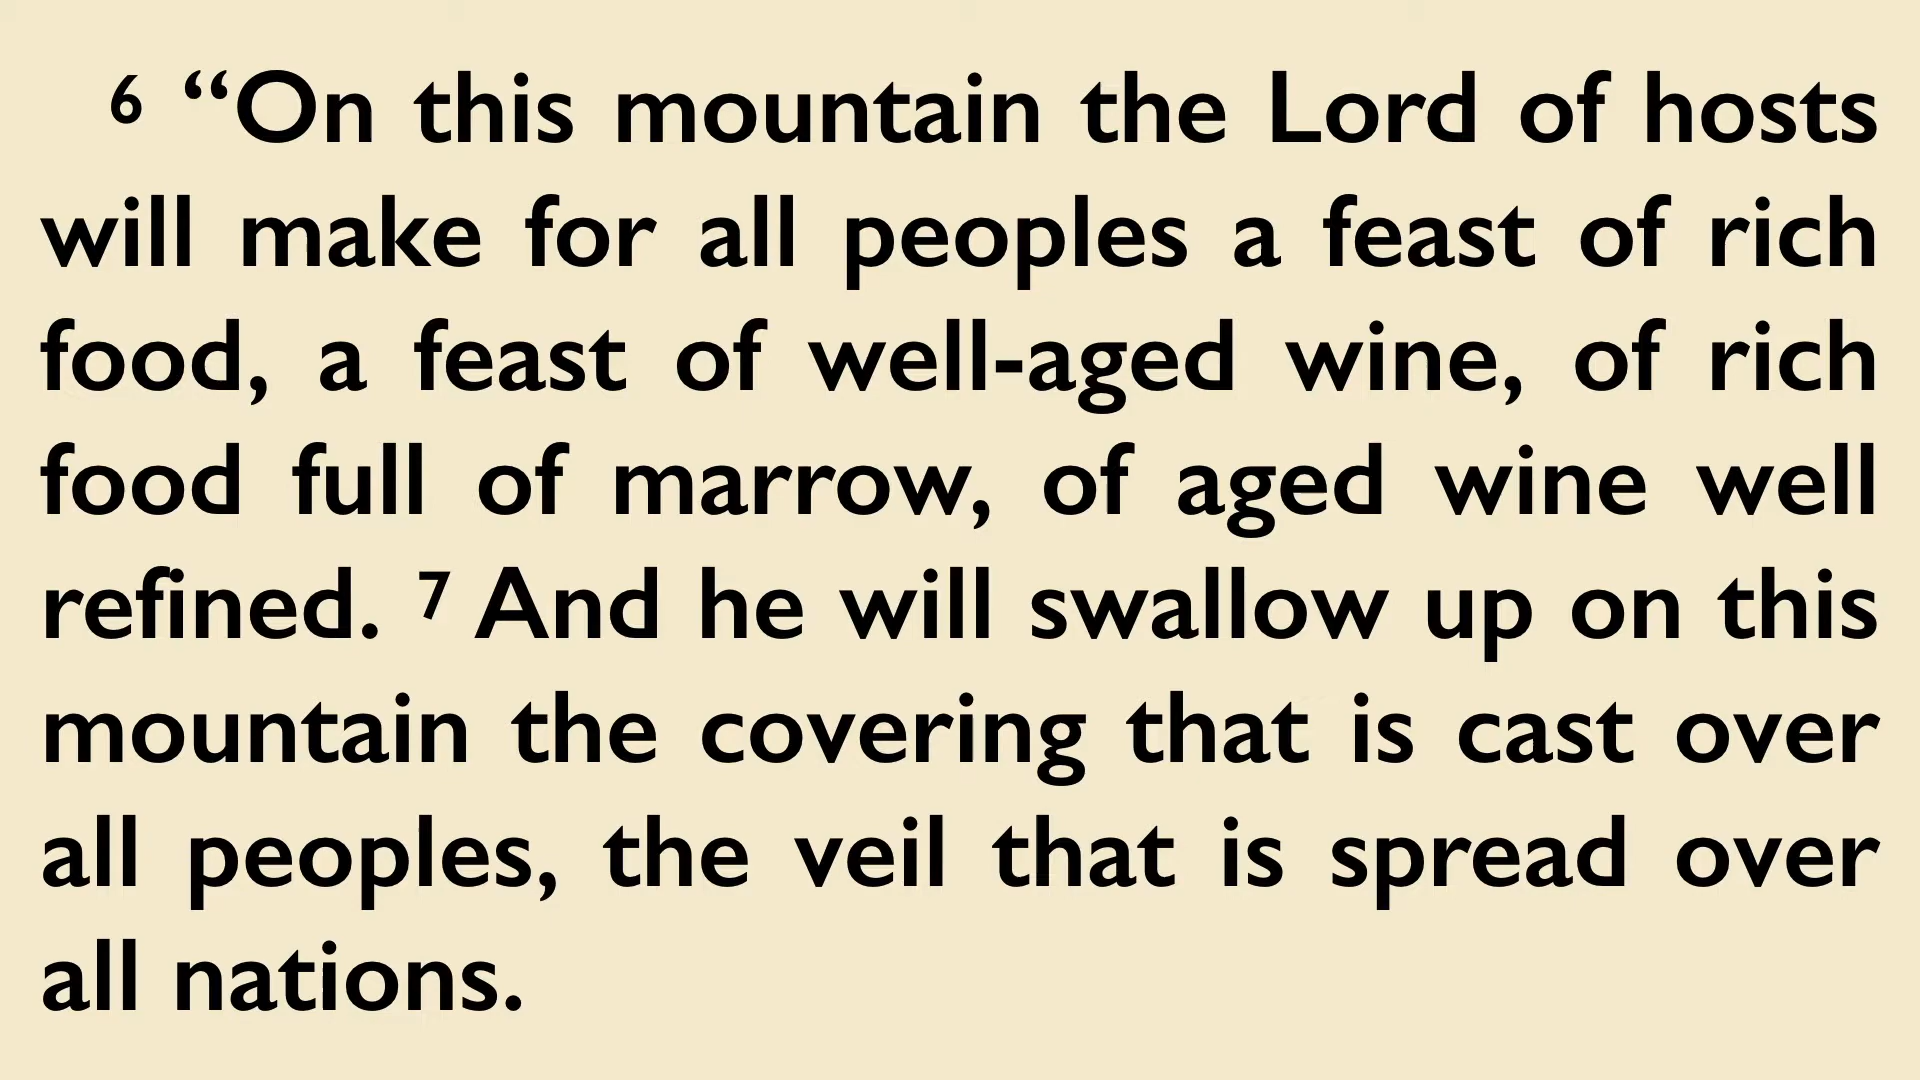 ⁶ “On this mountain the Lord of hosts
will make for all peoples a feast of rich
food, a feast of well-aged wine, of rich
food full of marrow, of aged wine well
refined. ⁷ And he will swallow up on this
mountain the covering that is cast over
all peoples, the veil that is spread over
all nations.